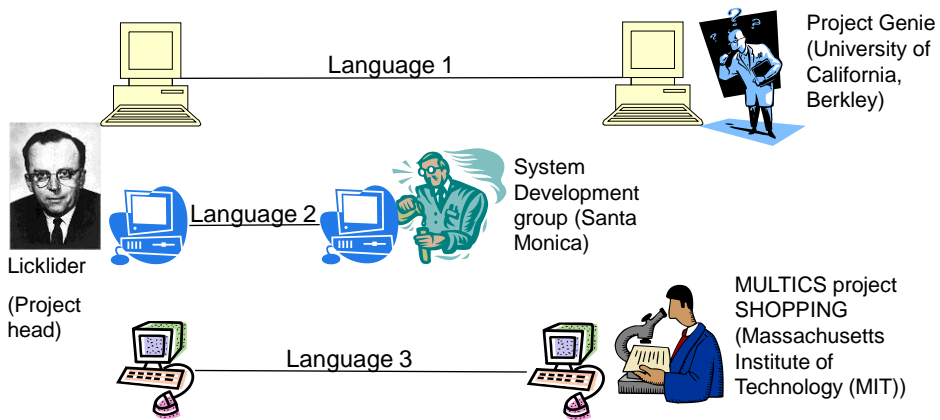 Language 1
Project Genie
(University of
California,
Berkley)
Language 2
System
Development
group (Santa
Monica)
Licklider
(Project
head)
Language 3
MULTICS project
SHOPPING
(Massachusetts
Institute of
Technology (MIT))